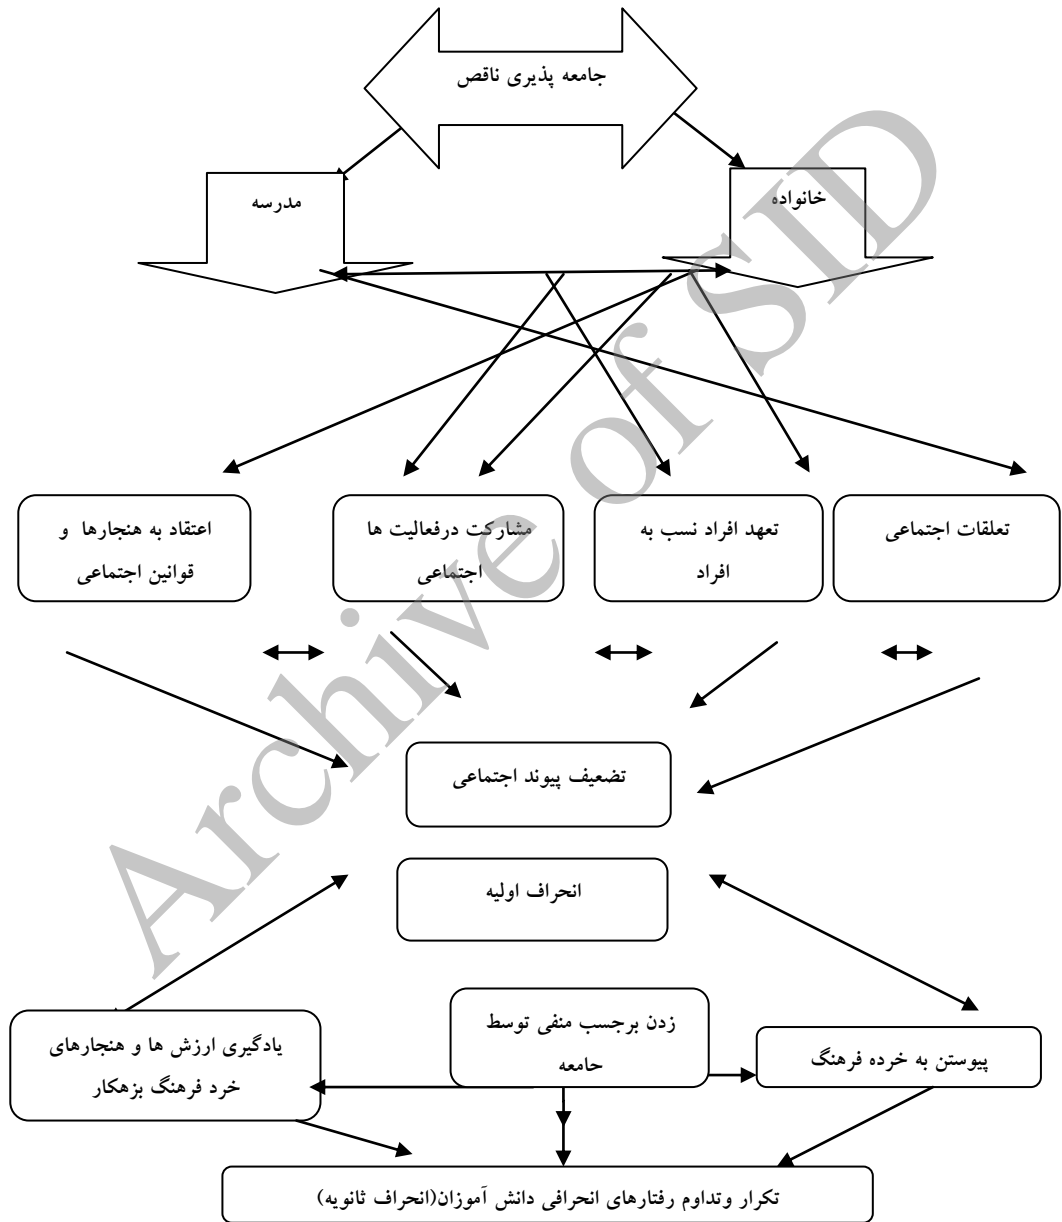 جامعه پذیری ناقص
خانواده
مدرسه
تعلقات اجتماعی
تعهد افراد نسب به
افراد
مشارکت درفعالیت ها
اجتماعی
اعتقاد به هنجارها و
قوانین اجتماعی
تضعیف پیوند اجتماعی
انحراف اولیه
پیوستن به خرده فرهنگ
زدن برجسب منفی توسط
حامعه
یادگیری ارزش ها و هنجارهای
خرد فرهنگ بزهکار
تکرار وتداوم رفتارهای انحرافی دانش آموزان(انحراف ثانویه)
Archive of SID